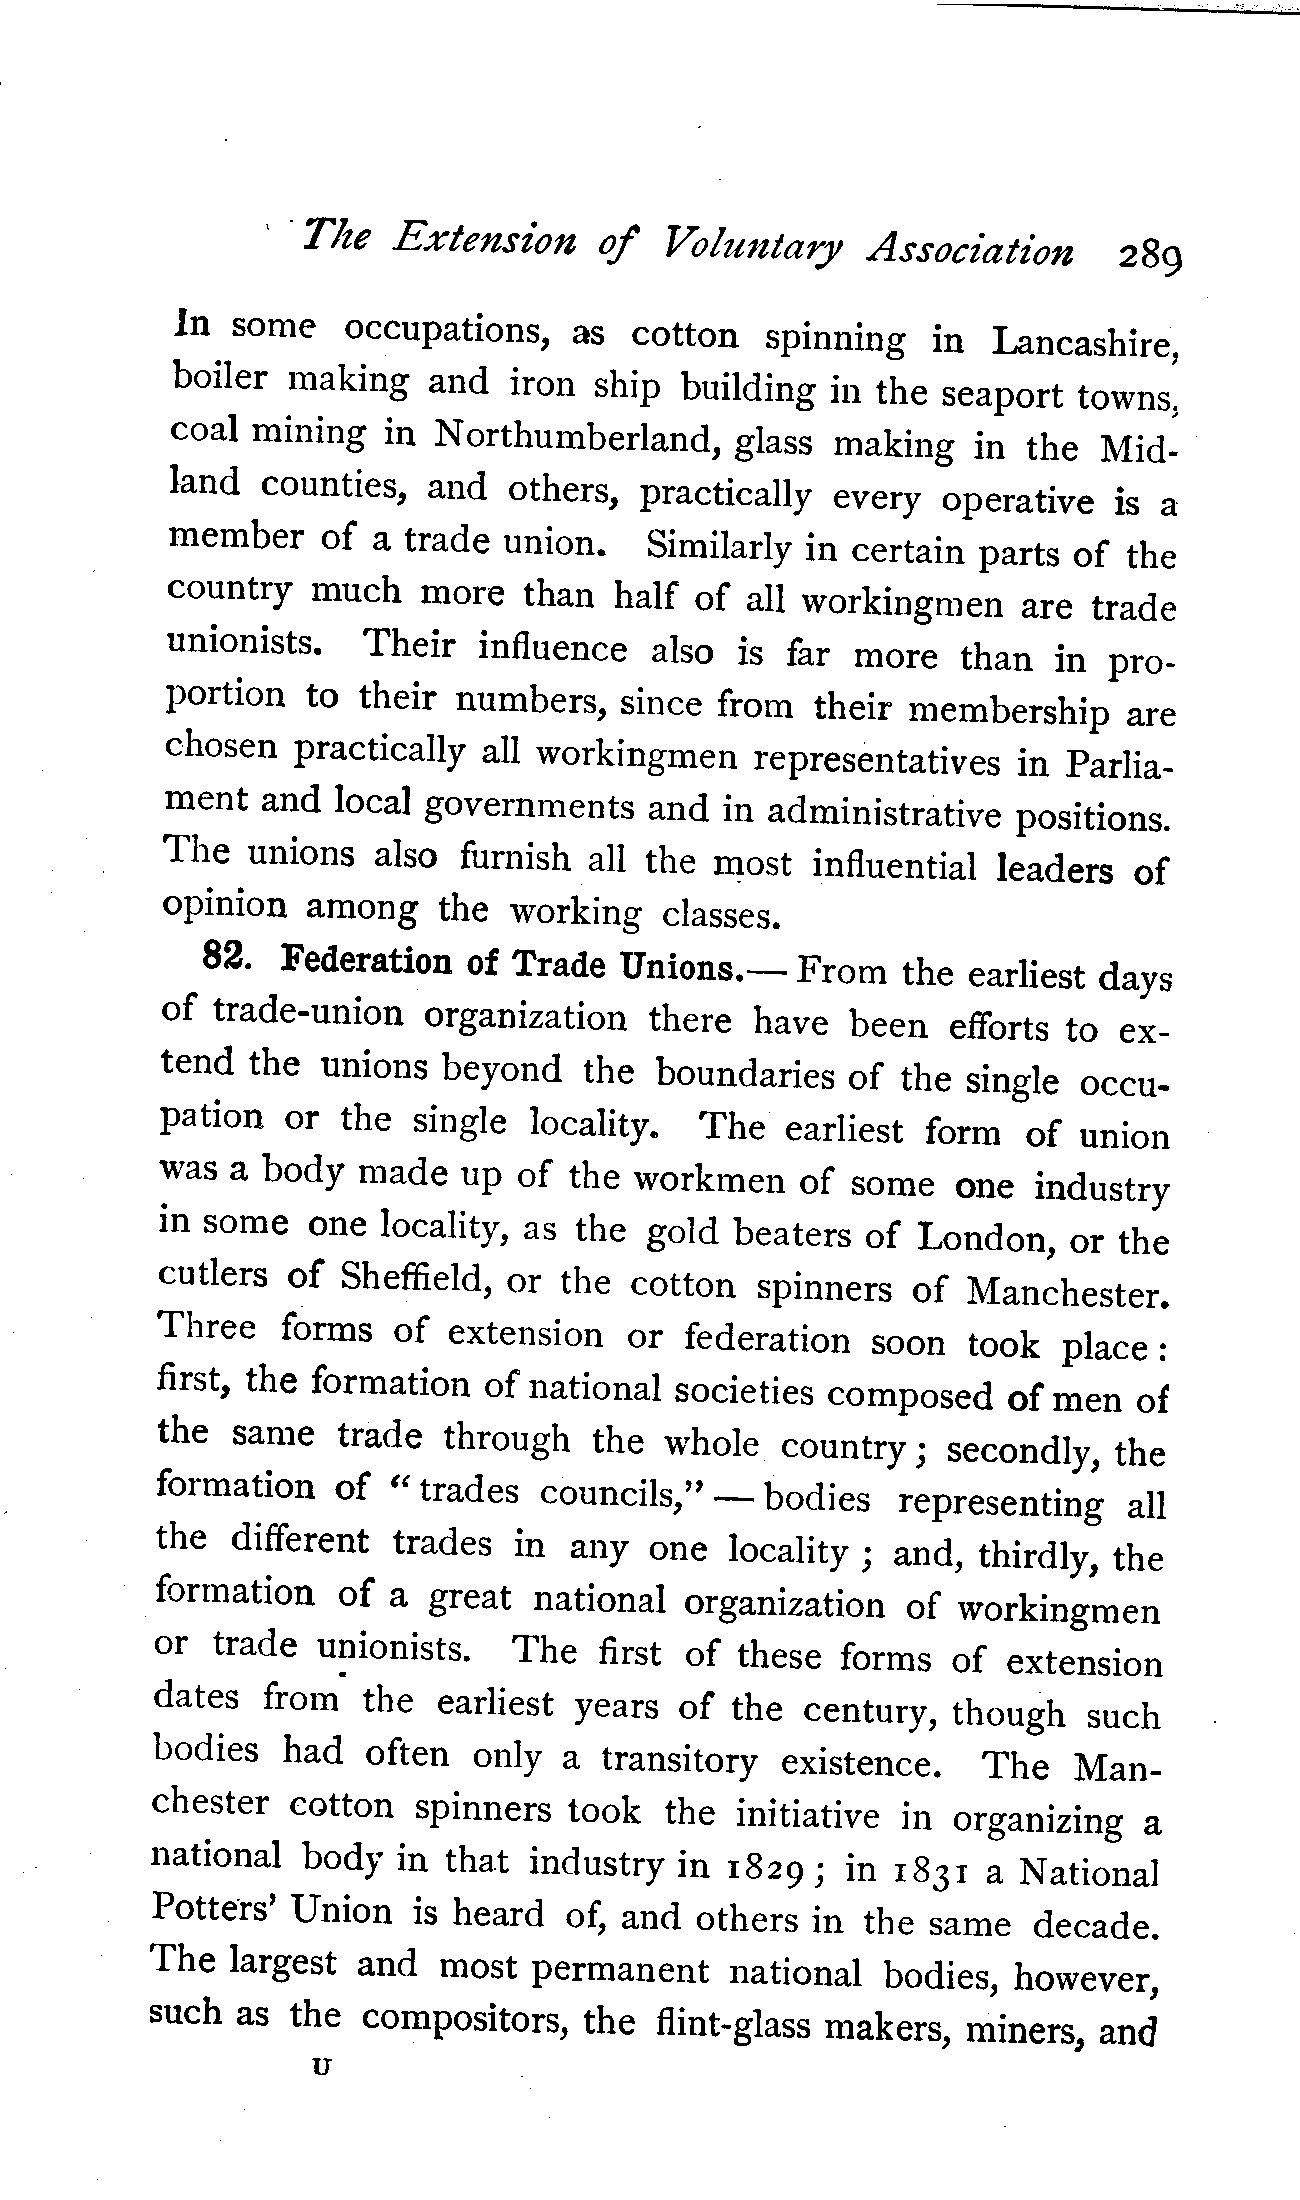 The Extension of Voluntary Association 289
In some occupations, as cotton spinning in Lancashire,
boiler making and iron ship building in the seaport towns,
coal mining in Northumberland, glass making in the Mid-
land counties, and others, practically every operative is a
member of a trade union. Similarly in certain parts of the
country much more than half of all workingmen are trade
unionists. Their influence also is far more than in pro-
portion to their numbers, since from their membership are
chosen practically all workingmen representatives in Parlia-
ment and local governments and in administrative positions.
The unions also furnish all the most influential leaders of
opinion among the working classes.
82. Federation of Trade Unions.— From the earliest days
of trade-union organization there have been efforts to ex-
tend the unions beyond the boundaries of the single occu-
pation or the single locality. The earliest form of union
was a body made up of the workmen of some one industry
in some one locality, as the gold beaters of London, or the
cutlers of Sheffield, or the cotton spinners of Manchester.
Three forms of extension or federation soon took place :
first, the formation of national societies composed of men of
the same trade through the whole country ; secondly, the
formation of " trades councils," — bodies representing all
the different trades in any one locality ; and, thirdly, the
formation of a great national organization of workingmen
or trade unionists. The first of these forms of extension
dates from the earliest years of the century, though such
bodies had often only a transitory existence. The Man-
chester cotton spinners took the initiative in organizing a
national body in that industry in 1829 ; in 1831 a National
Potters' Union is heard of, and others in the same decade.
The largest and most permanent national bodies, however,
such as the compositors, the flint-glass makers, miners, and
U